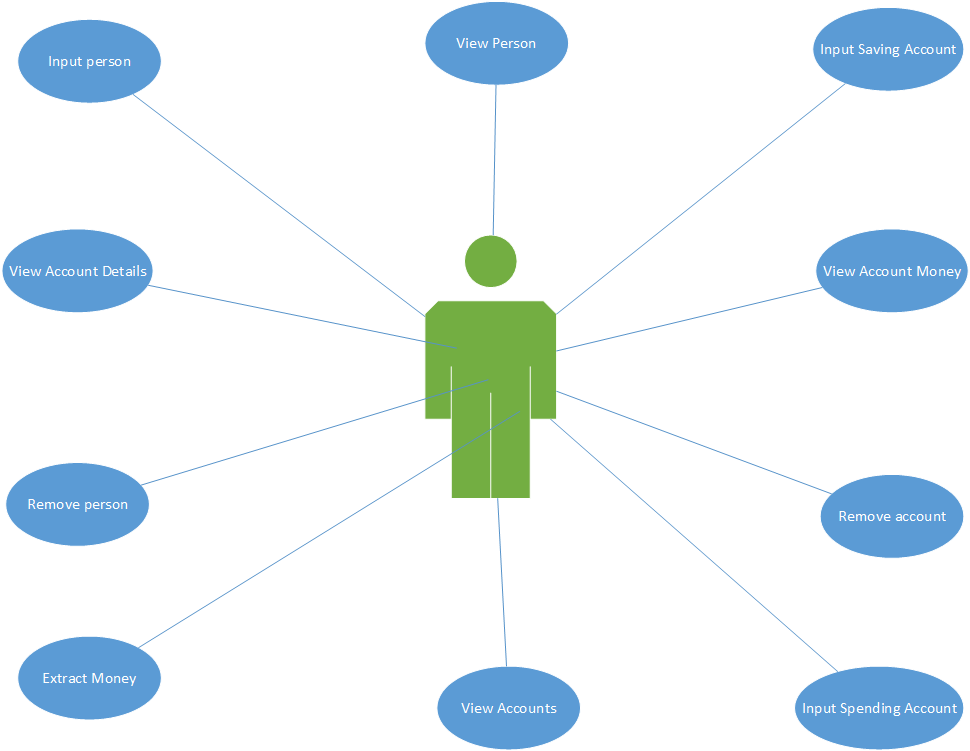 Input person
View Person
Input Saving Account
View Account Details
View Account Money
Remove person
Remove account
Extract Money
View Accounts
Input Spending Account